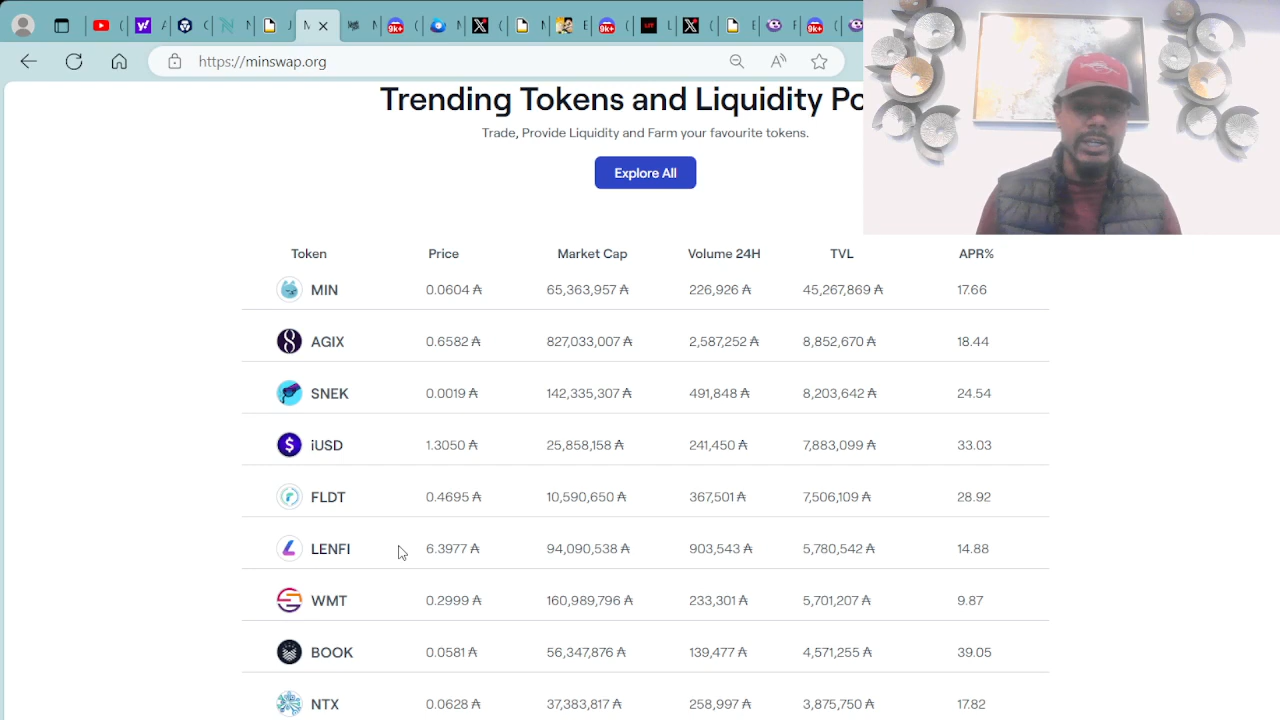 https://minswap.org
Trending Tokens and Liquidity Po
Trade, Provide Liquidity and Farm your favourite tokens.
Explore All
Token Price Market Cap Volume 24H TVL APR%
MIN 0.0604 ₳ 65,363,957 ₳ 226,926 ₳ 45,267,869 ₳ 17.66
AGIX 0.6582 ₳ 827,033,007 ₳ 2,587,252 ₳ 8,852,670 ₳ 18.44
SNEK 0.0019 ₳ 142,335,307 ₳ 491,848 ₳ 8,203,642 ₳ 24.54
iUSD 1.3050 ₳ 25,858,158 ₳ 241,450 ₳ 7,883,099 ₳ 33.03
FLDT 0.4695 ₳ 10,590,650 ₳ 367,501 ₳ 7,506,109 ₳ 28.92
LENFI 6.3977 ₳ 94,090,538 ₳ 903,543 ₳ 5,780,542 ₳ 14.88
WMT 0.2999 ₳ 160,989,796 ₳ 233,301 ₳ 5,701,207 ₳ 9.87
BOOK 0.0581 ₳ 56,347,876 ₳ 139,477 ₳ 4,571,255 ₳ 39.05
NTX 0.0628 ₳ 37,383,817 ₳ 258,997 ₳ 3,875,750 ₳ 17.82